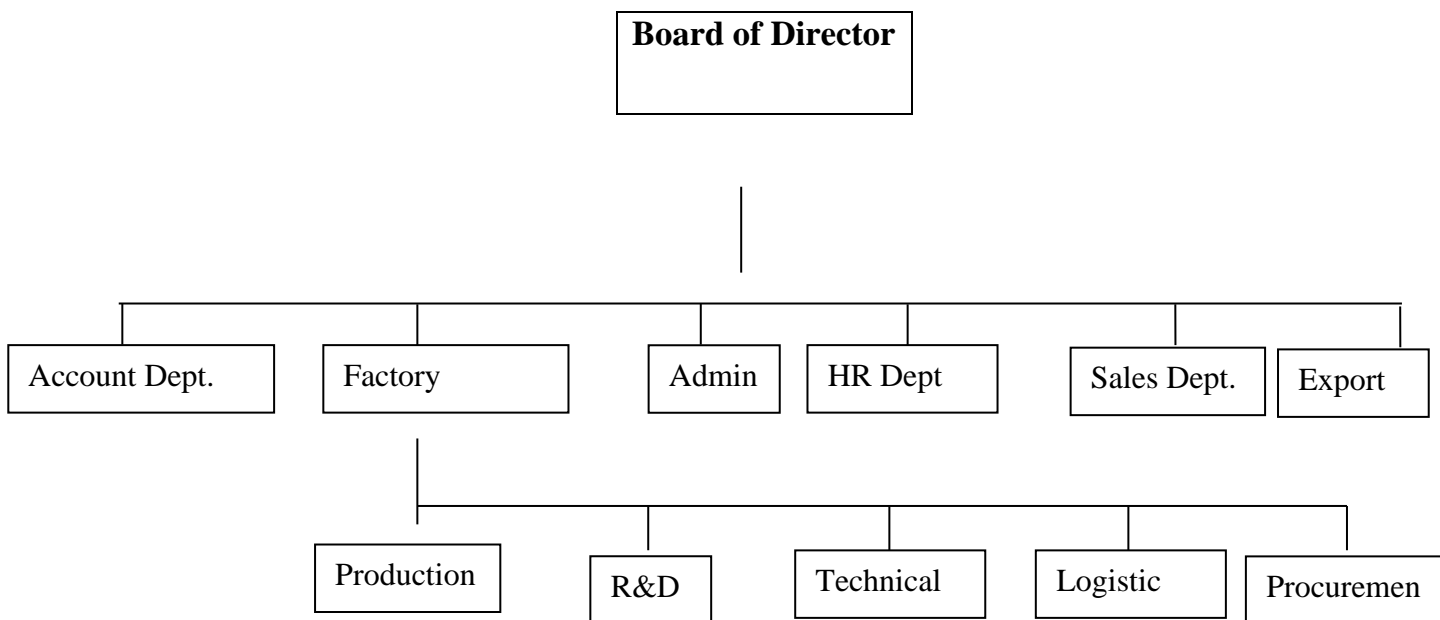 Board of Director
Account Dept.
Factory
Admin
HR Dept
Sales Dept.
Export
Production
R&D
Technical
Logistic
Procuremen